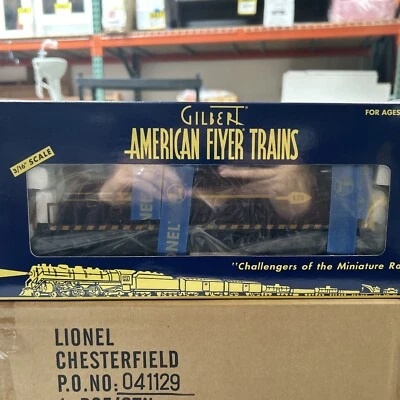 GILBERT
AMERICAN FLYER TRAINS
FOR AGES
3/16" SCALE
"Challengers of the Miniature Ra
LIONEL
CHESTERFIELD
P.O.NO: 041129